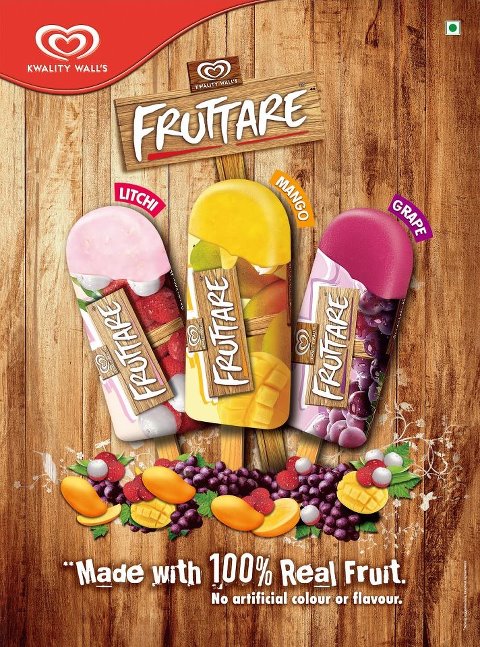 KWALITY WALL'S
KWALITY WALL'S
FRUTTARE
LITCHI
MANGO
GRAPE
FRUTTARE
FRUTTARE
FRUTTARE
**Made with 100% Real Fruit.
No artificial colour or flavour.